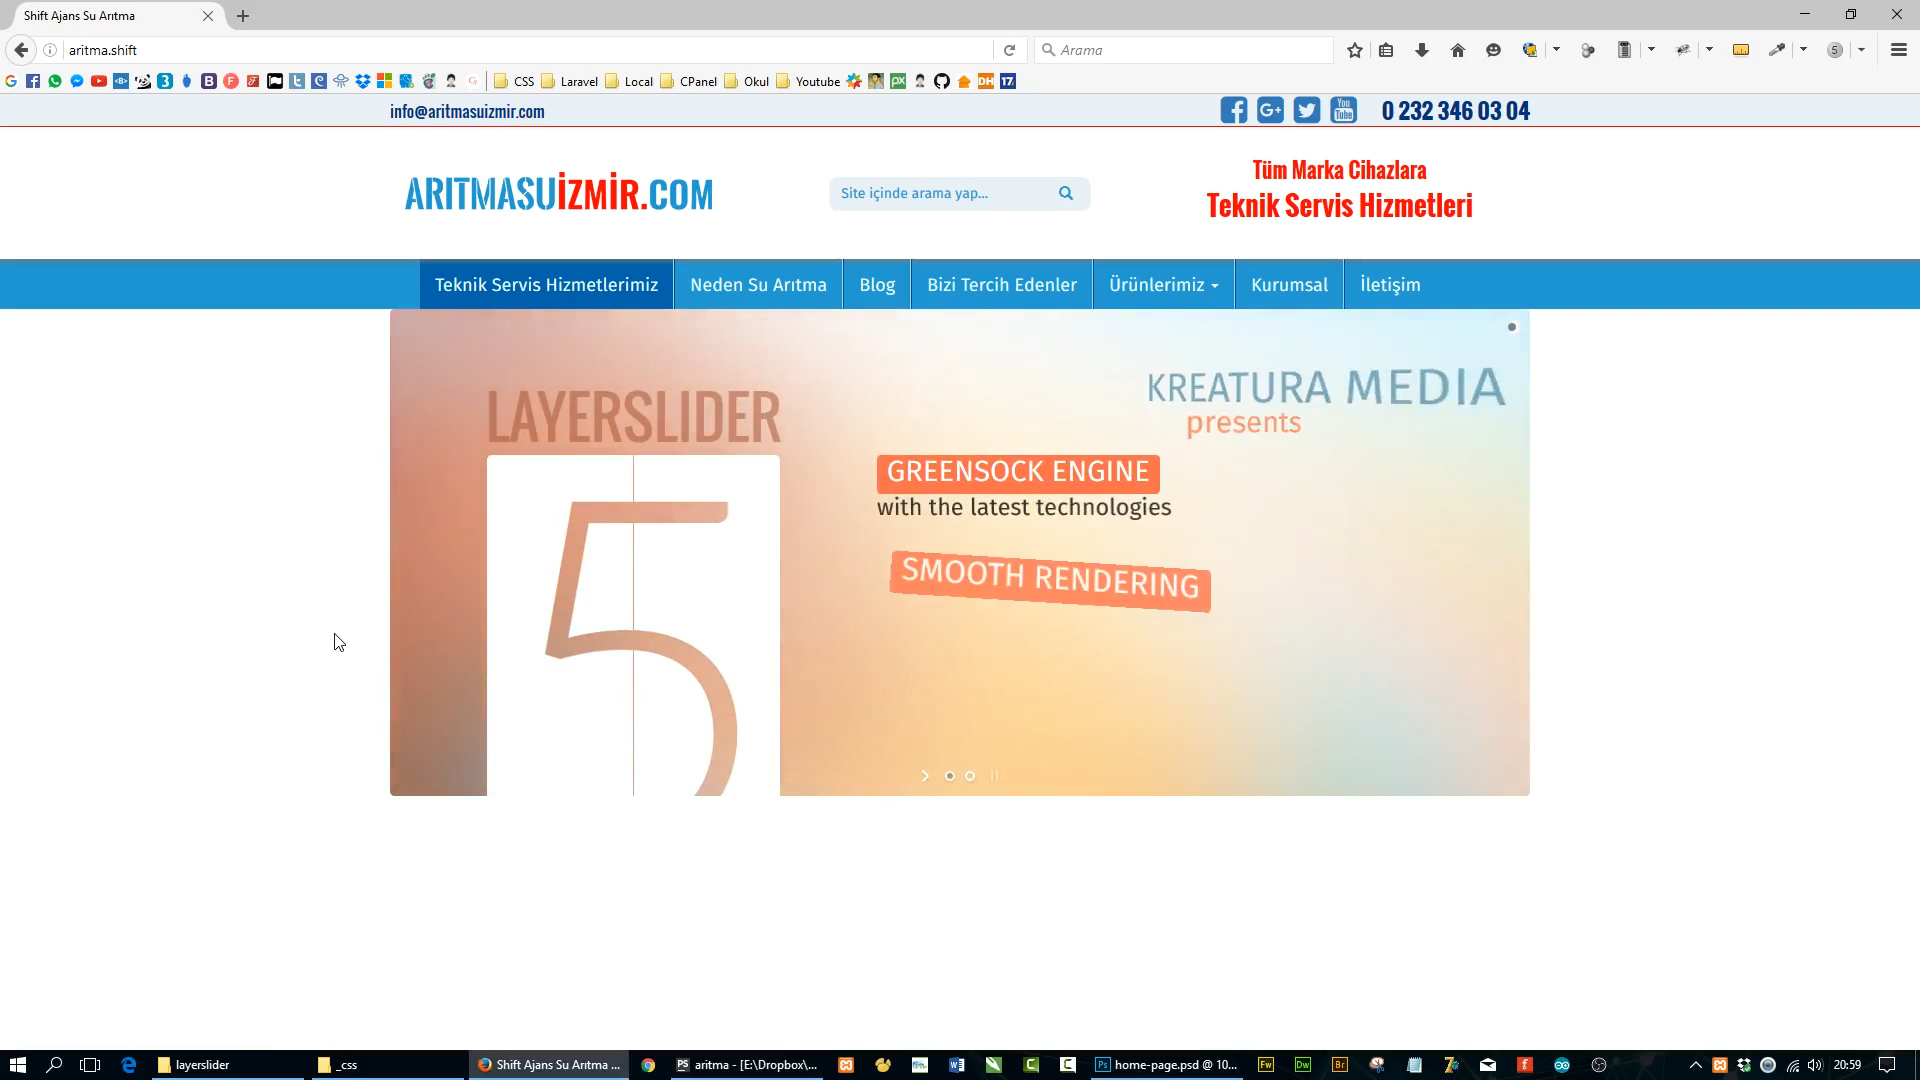 Shift Ajans Su Arıtma
aritma.shift
Arama
5
CSS
Laravel
Local
CPanel
Okul
Youtube
info@aritmasuizmir.com
You
Tube
0 232 346 03 04
ARITMASUİZMİR.COM
Site içinde arama yap...
Tüm Marka Cihazlara
Teknik Servis Hizmetleri
Teknik Servis Hizmetlerimiz
Neden Su Arıtma
Blog
Bizi Tercih Edenler
Ürünlerimiz
Kurumsal
İletişim
LAYERSLIDER
5
KREATURA MEDIA
presents
GREENSOCK ENGINE
with the latest technologies
SMOOTH RENDERING
layerslider
_css
Shift Ajans Su Arıtma ...
aritma - [E:\Dropbox\...
home-page.psd @ 10...
20:59